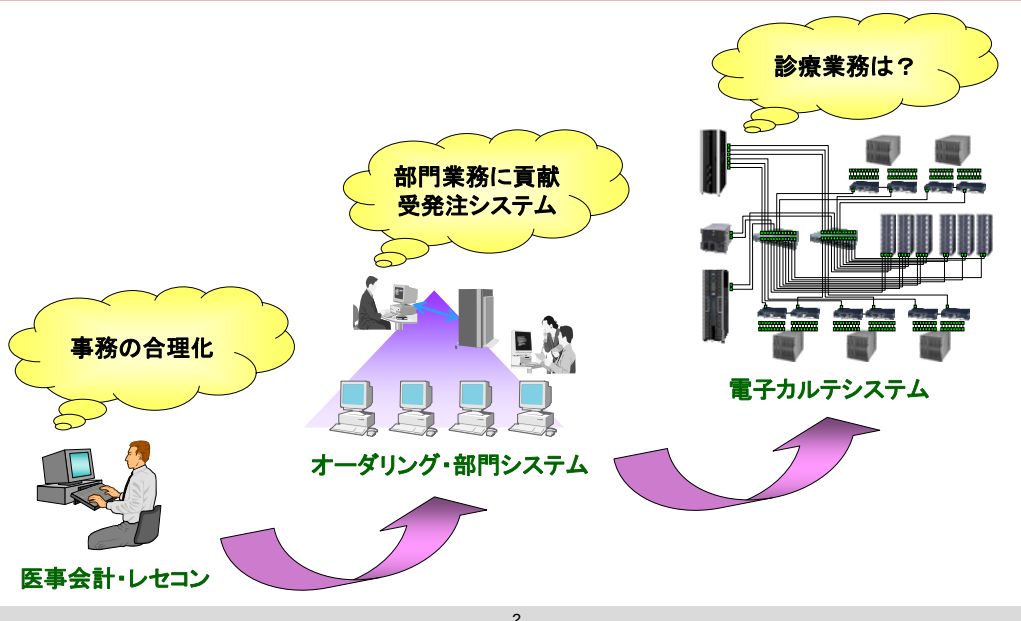 診療業務は？
部門業務に貢献
受発注システム
事務の合理化
電子カルテシステム
オーダリング・部門システム
医事会計・レセコン
2